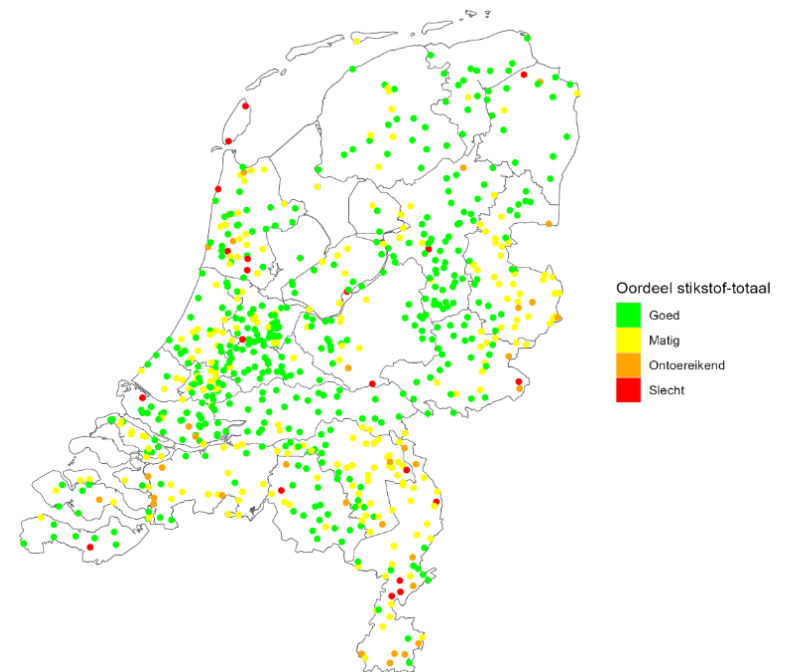 Oordeel stikstof-totaal
Goed
Matig
Ontoereikend
Slecht